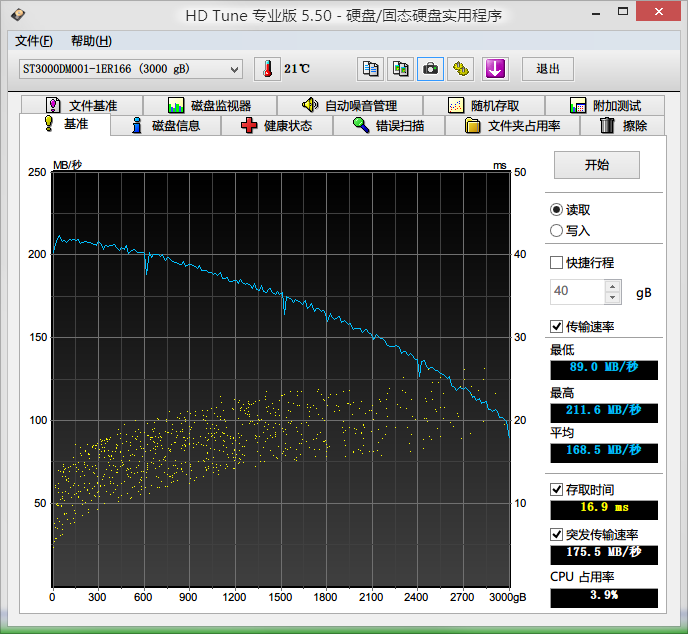 HD Tune 专业版 5.50 - 硬盘/固态硬盘实用程序
文件(F) 帮助(H)
ST3000DM001-1ER166 (3000 gB) 21℃ 退出
文件基准 磁盘监视器 自动噪音管理 随机存取 附加测试
基准 磁盘信息 健康状态 错误扫描 文件夹占用率 擦除
MB/秒 ms
250 50
200 40
150 30
100 20
50 10
0 300 600 900 1200 1500 1800 2100 2400 2700 3000gB
开始
读取
写入
快捷行程
40 gB
传输速率
最低
89.0 MB/秒
最高
211.6 MB/秒
平均
168.5 MB/秒
存取时间
16.9 ms
突发传输速率
175.5 MB/秒
CPU 占用率
3.9%